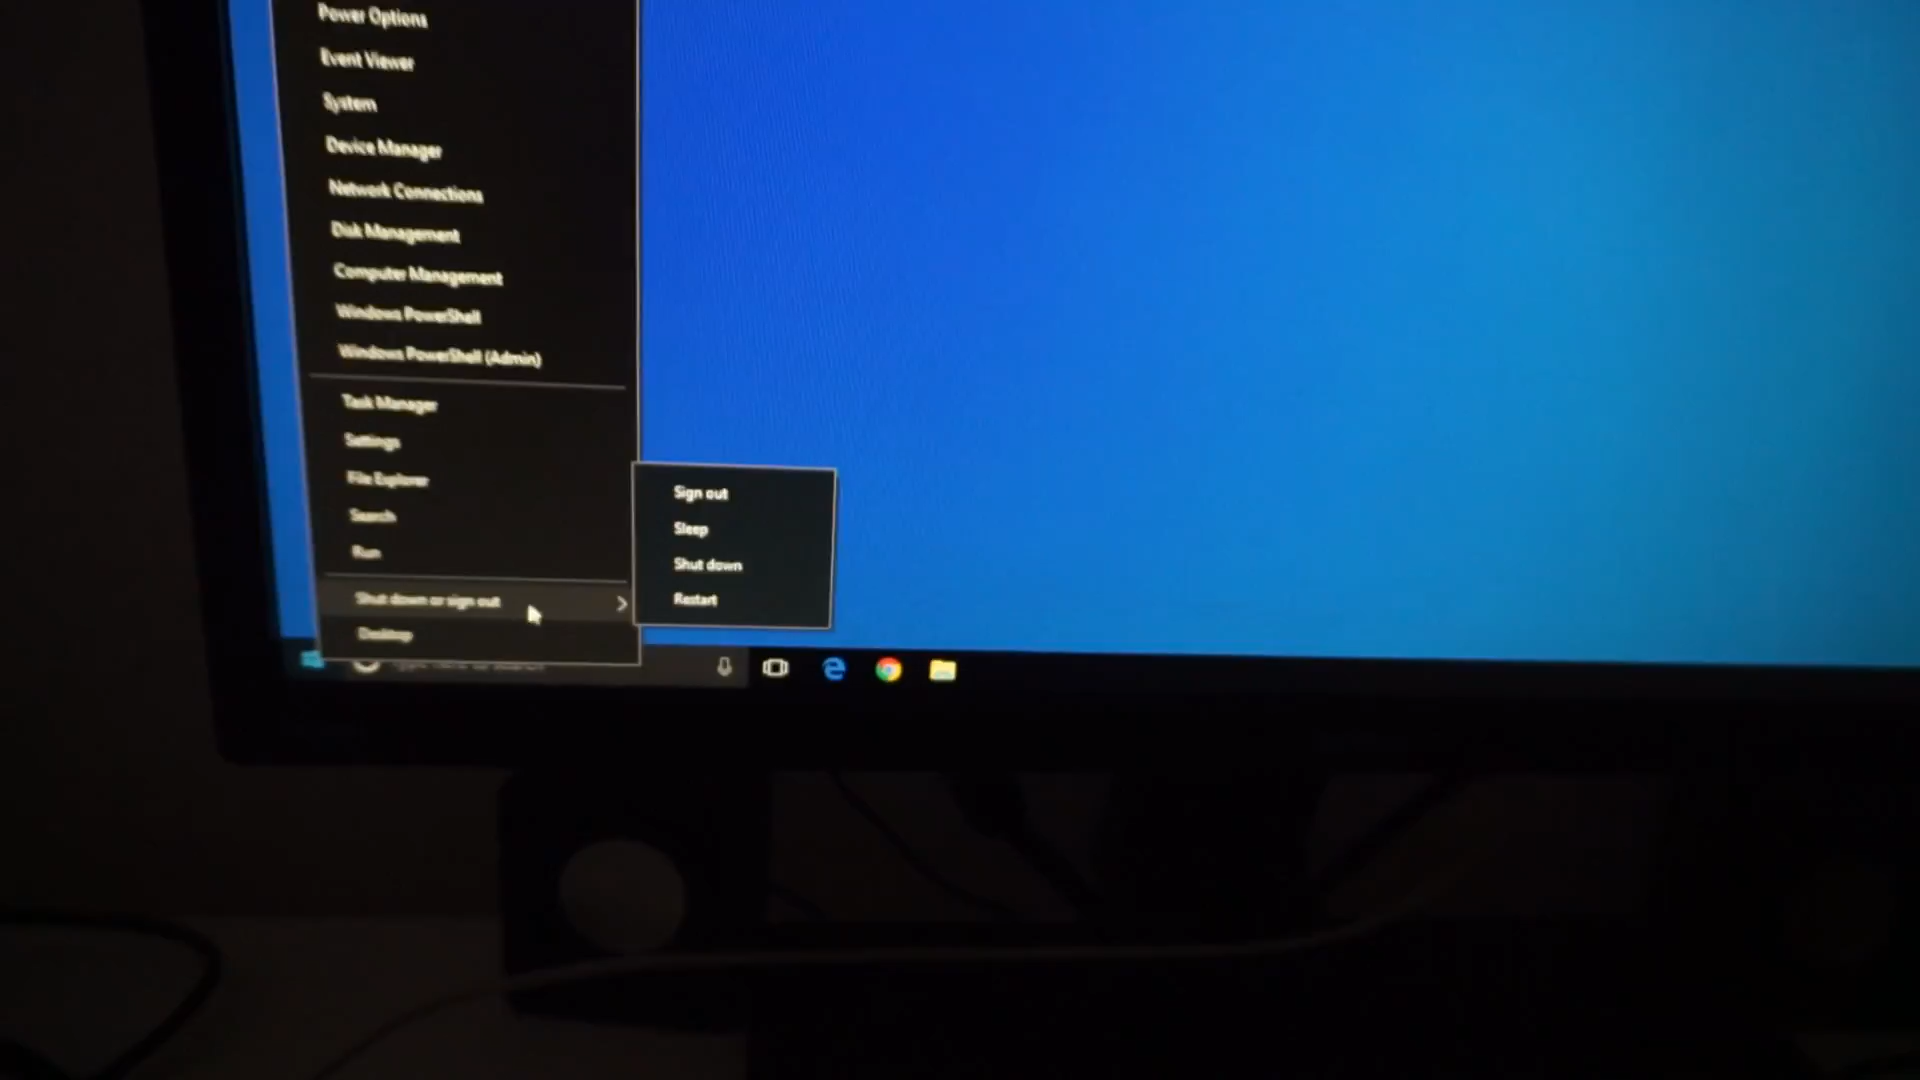 Power Options
Event Viewer
System
Device Manager
Network Connections
Disk Management
Computer Management
Windows PowerShell
Windows PowerShell (Admin)
Task Manager
Settings
File Explorer
Search
Run
Shut down or sign out
Desktop
Sign out
Sleep
Shut down
Restart